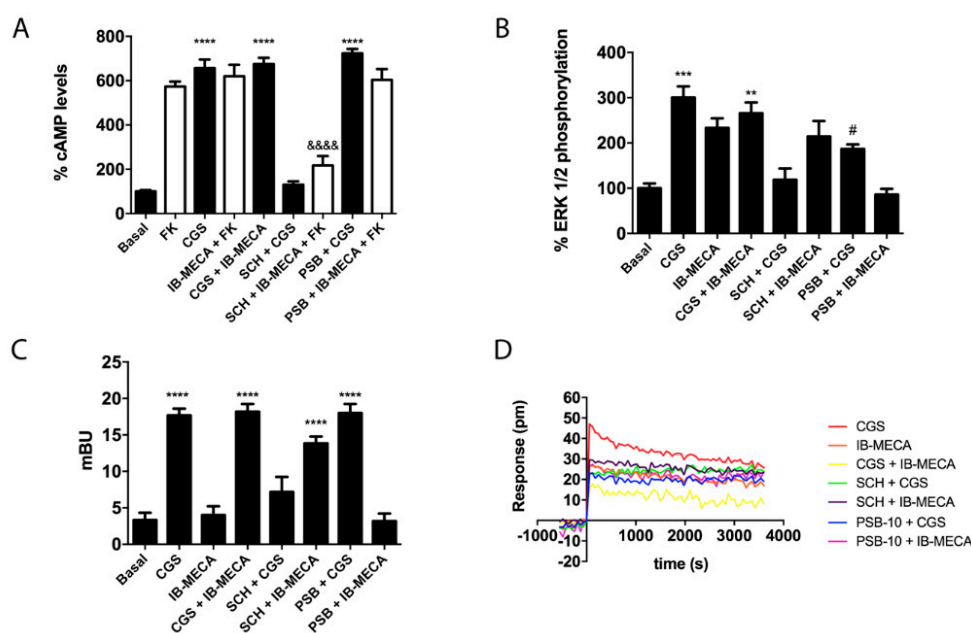 A
% cAMP levels
800
600
400
200
0
****
****
&&&&
****
Basal
FK
CGS
IB-MECA + FK
CGS + IB-MECA
SCH + CGS
SCH + IB-MECA + FK
PSB + CGS
PSB + IB-MECA + FK
B
% ERK 1/2 phosphorylation
400
300
200
100
0
***
**
#
Basal
CGS
IB-MECA
CGS + IB-MECA
SCH + CGS
SCH + IB-MECA
PSB + CGS
PSB + IB-MECA
C
mBU
25
20
15
10
5
0
****
****
****
****
Basal
CGS
IB-MECA
CGS + IB-MECA
SCH + CGS
SCH + IB-MECA
PSB + CGS
PSB + IB-MECA
D
Response (pm)
60
50
40
30
20
10
-10
-20
-1000
0
1000
2000
3000
4000
time (s)
CGS
IB-MECA
CGS + IB-MECA
SCH + CGS
SCH + IB-MECA
PSB-10 + CGS
PSB-10 + IB-MECA